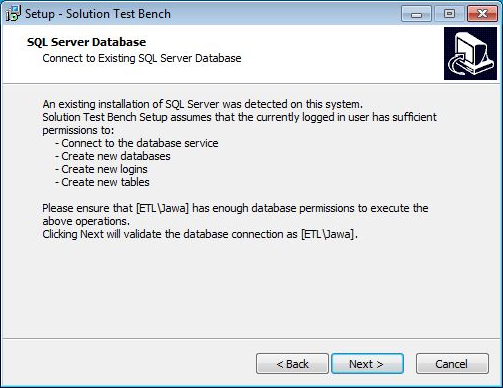 Setup - Solution Test Bench
SQL Server Database
Connect to Existing SQL Server Database
An existing installation of SQL Server was detected on this system.
Solution Test Bench Setup assumes that the currently logged in user has sufficient
permissions to:
- Connect to the database service
- Create new databases
- Create new logins
- Create new tables
Please ensure that [ETL\Jawa] has enough database permissions to execute the
above operations.
Clicking Next will validate the database connection as [ETL\Jawa].
< Back
Next >
Cancel